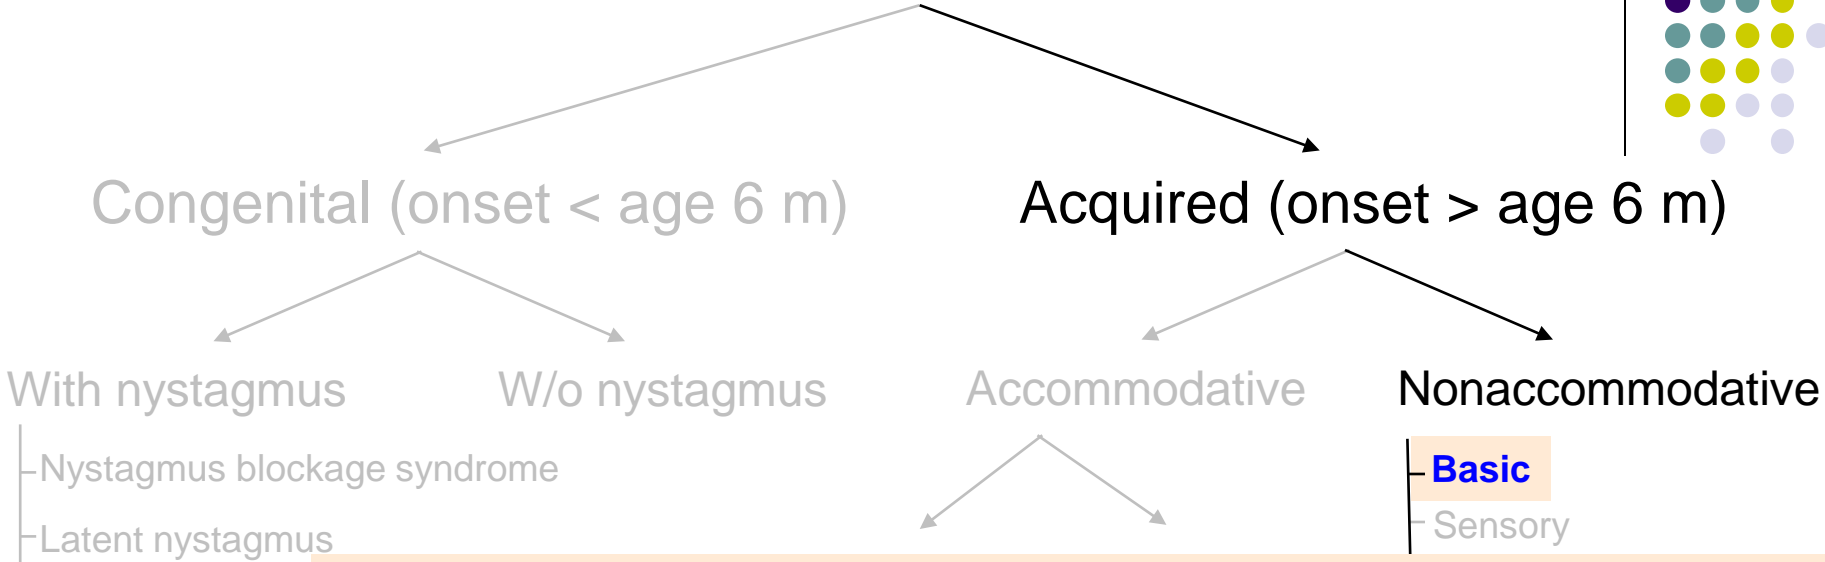 Congenital (onset < age 6 m)
Acquired (onset > age 6 m)
With nystagmus
W/o nystagmus
Accommodative
Nonaccommodative
Nystagmus blockage syndrome
Basic
Latent nystagmus
Sensory